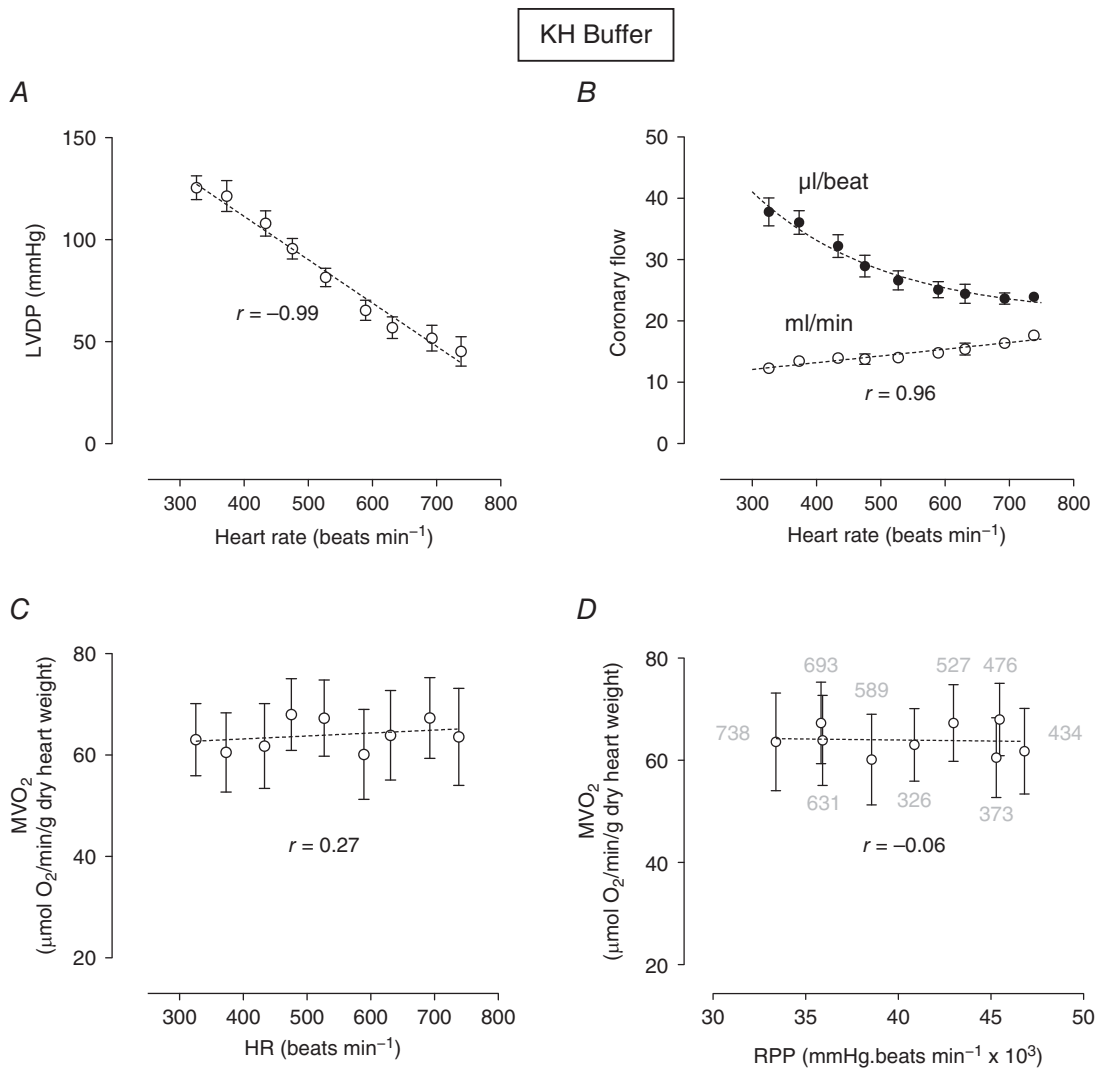 KH Buffer
A
150
100
50
0
LVDP (mmHg)
r = –0.99
300 400 500 600 700 800
Heart rate (beats min⁻¹)
B
50
40
30
20
10
0
Coronary flow
µl/beat
ml/min
r = 0.96
300 400 500 600 700 800
Heart rate (beats min⁻¹)
C
80
60
40
20
MVO₂
(µmol O₂/min/g dry heart weight)
r = 0.27
300 400 500 600 700 800
HR (beats min⁻¹)
D
80
60
40
20
MVO₂
(µmol O₂/min/g dry heart weight)
693 527 476
589
738 434
631 326 373
r = –0.06
30 35 40 45 50
RPP (mmHg.beats min⁻¹ x 10³)